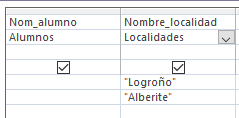 Nom_alumno Nombre_localidad
Alumnos Localidades
"Logroño"
"Alberite"